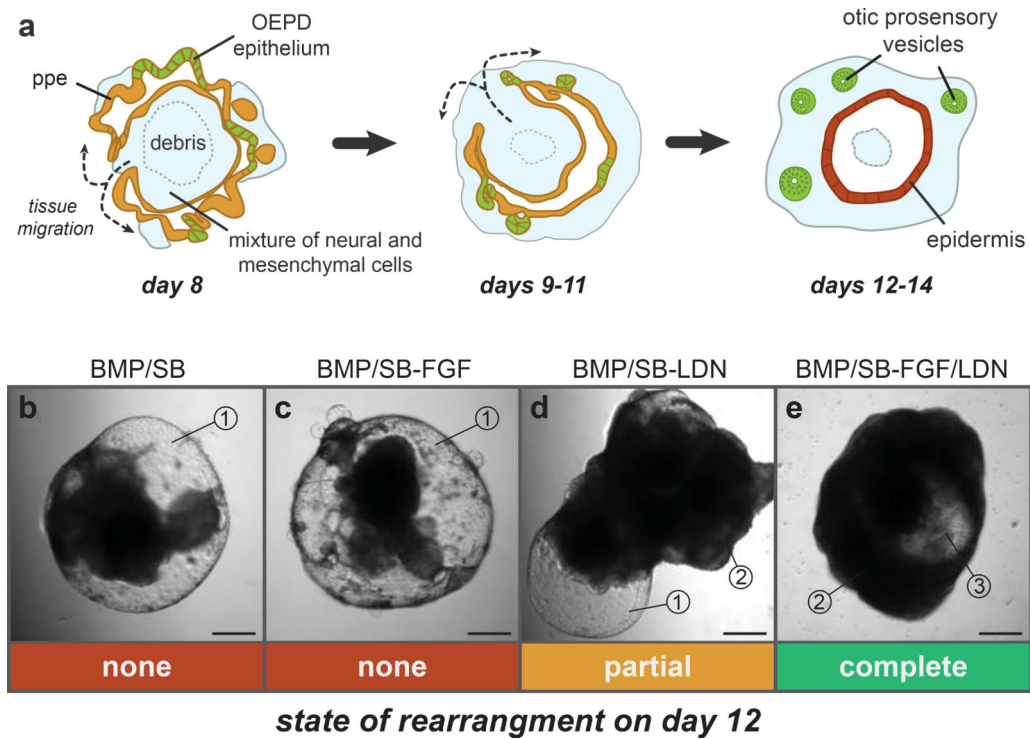 a
OEPD
epithelium
ppe
debris
tissue
migration
mixture of neural and
mesenchymal cells
day 8
days 9-11
otic prosensory
vesicles
epidermis
days 12-14
BMP/SB
BMP/SB-FGF
BMP/SB-LDN
BMP/SB-FGF/LDN
b
1
c
1
d
2
1
e
2
3
none
none
partial
complete
state of rearrangment on day 12